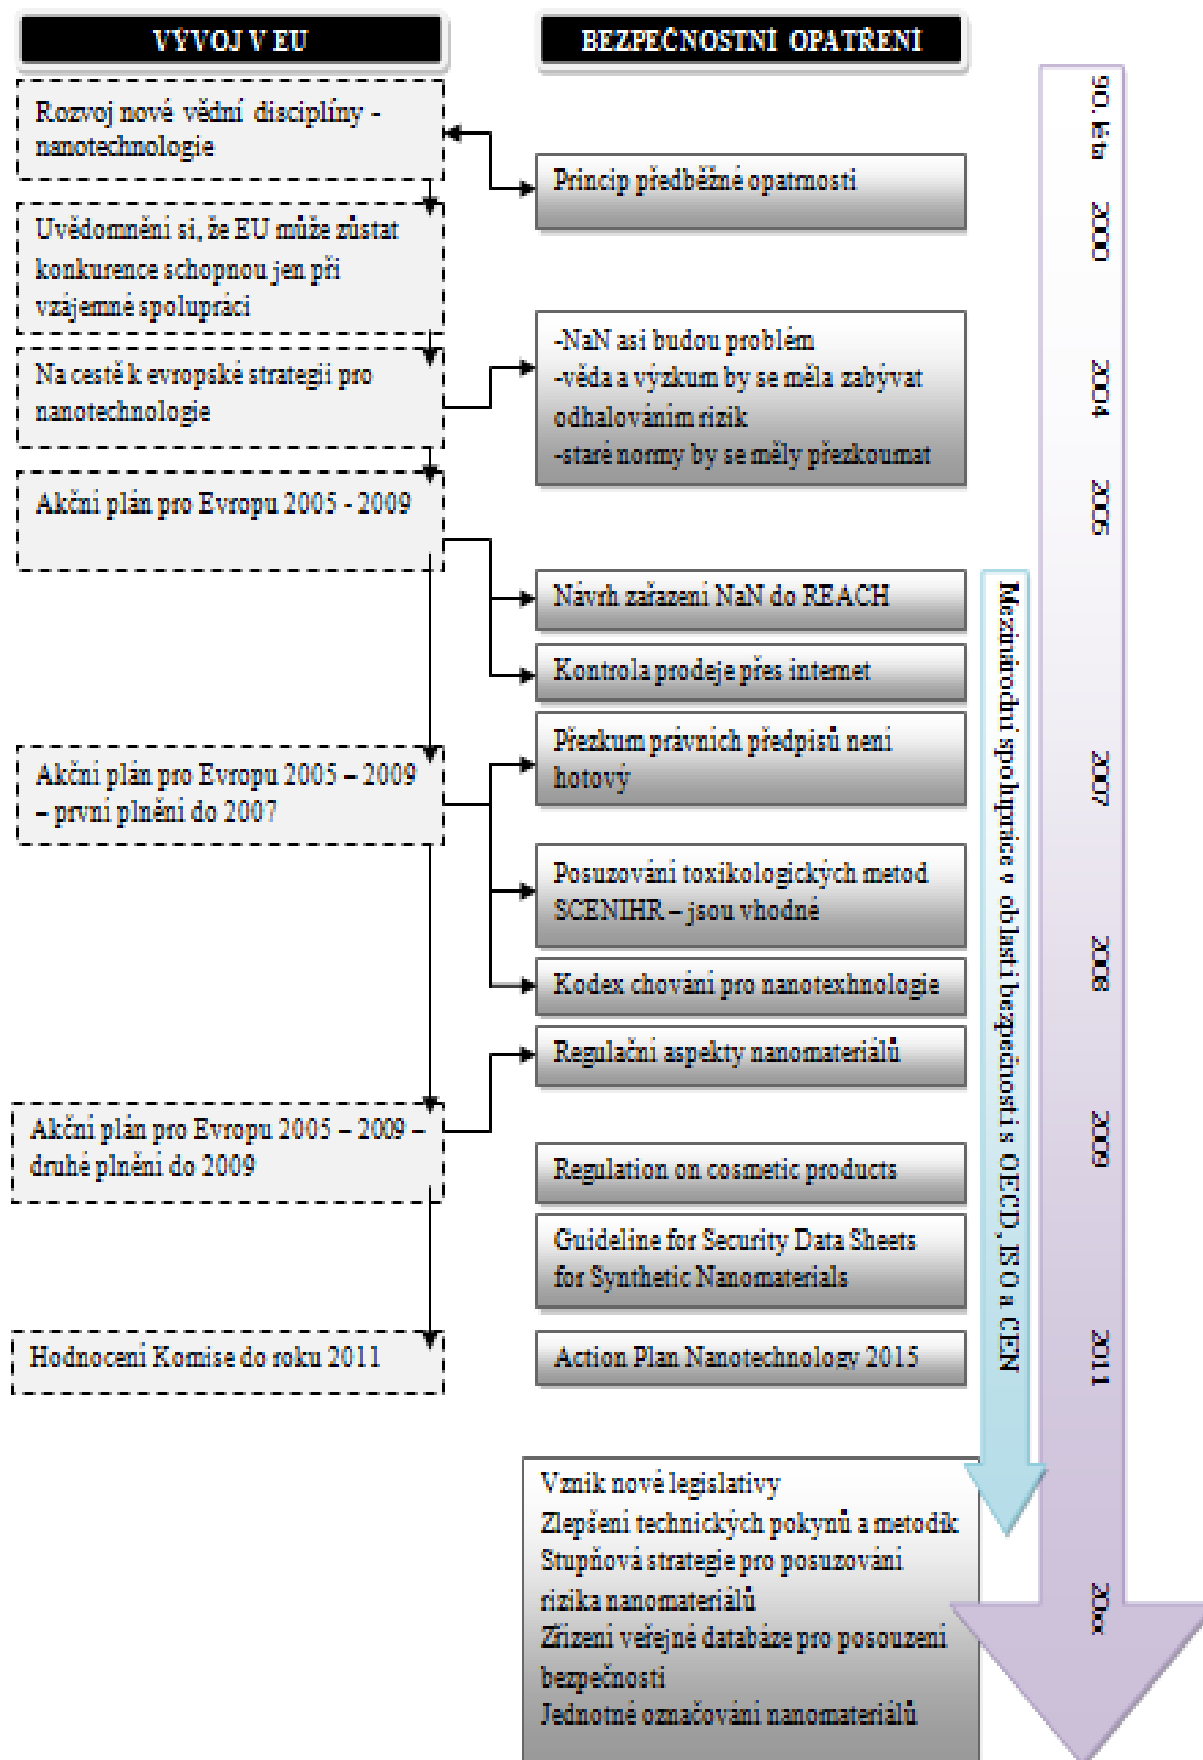 VÝVOJ V EU
Rozvoj nové vědní disciplíny -
nanotechnologie
Uvědomnění si, že EU může zůstat
konkurence schopnou jen při
vzájemné spolupráci
Na cestě k evropské strategii pro
nanotechnologie
Akční plán pro Evropu 2005 - 2009
Akční plán pro Evropu 2005 – 2009
– první plnění do 2007
Akční plán pro Evropu 2005 – 2009 –
druhé plnění do 2009
Hodnocení Komise do roku 2011
BEZPEČNOSTNÍ OPATŘENÍ
Princip předběžné opatrnosti
-NaN asi budou problém
-věda a výzkum by se měla zabývat
odhalováním rizik
-staré normy by se měly přezkoumat
Návrh zařazení NaN do REACH
Kontrola prodeje přes internet
Přezkum právních předpisů není
hotový
Posuzování toxikologických metod
SCENIHR – jsou vhodné
Kodex chování pro nanotexhnologie
Regulační aspekty nanomateriálů
Regulation on cosmetic products
Guideline for Security Data Sheets
for Synthetic Nanomaterials
Action Plan Nanotechnology 2015
Vznik nové legislativy
Zlepšení technických pokynů a metodik
Stupňová strategie pro posuzování
rizika nanomateriálů
Zřízení veřejné databáze pro posouzení
bezpečnosti
Jednotné označování nanomateriálů
Mezinárodní spolupráce v oblasti bezpečnosti s OECD, ISO a CEN
90. léta
2000
2004
2005
2007
2008
2009
2011
20xx